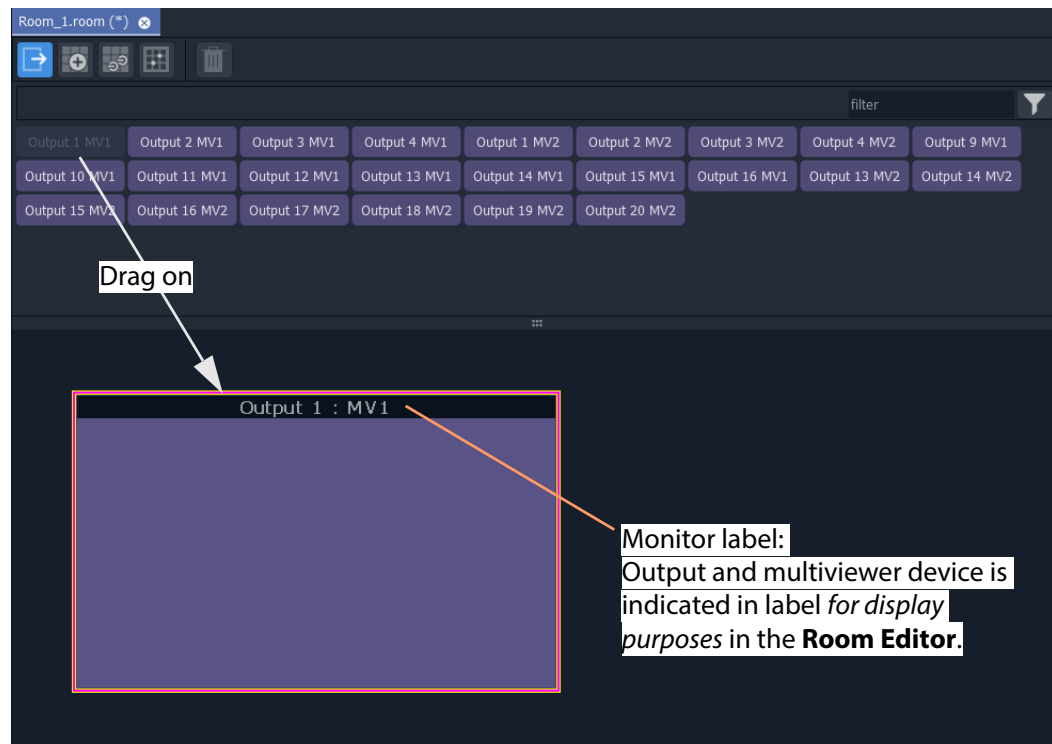 Room_1.room (*)
filter
Output 1 MV1 Output 2 MV1 Output 3 MV1 Output 4 MV1 Output 1 MV2 Output 2 MV2 Output 3 MV2 Output 4 MV2 Output 9 MV1
Output 10 MV1 Output 11 MV1 Output 12 MV1 Output 13 MV1 Output 14 MV1 Output 15 MV1 Output 16 MV1 Output 13 MV2 Output 14 MV2
Output 15 MV2 Output 16 MV2 Output 17 MV2 Output 18 MV2 Output 19 MV2 Output 20 MV2
Drag on
Output 1 : MV1
Monitor label:
Output and multiviewer device is
indicated in label for display
purposes in the Room Editor.